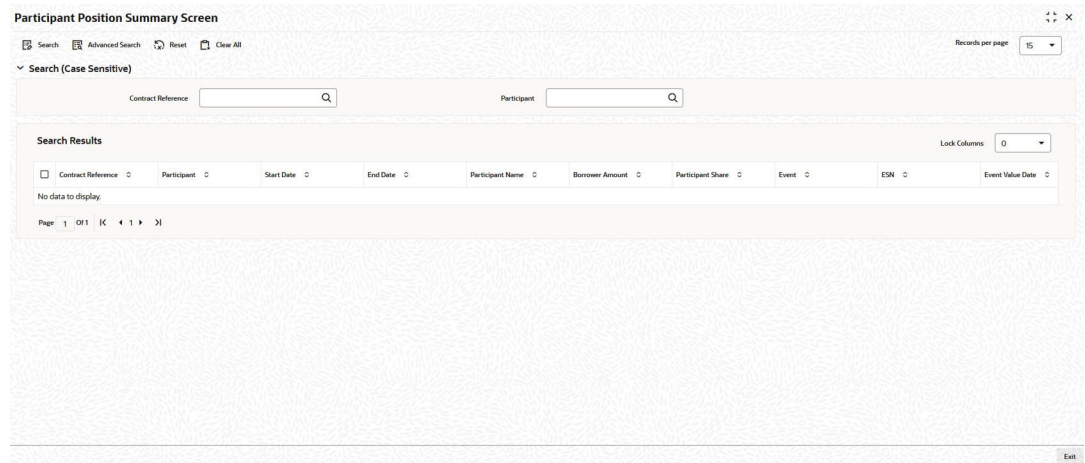 Participant Position Summary Screen
Search Advanced Search Reset Clear All Records per page 15
Search (Case Sensitive)
Contract Reference Participant
Search Results
Lock Columns 0
Contract Reference Participant Start Date End Date Participant Name Borrower Amount Participant Share Event ESN Event Value Date
No data to display.
Page 1 Of 1 1
Exit